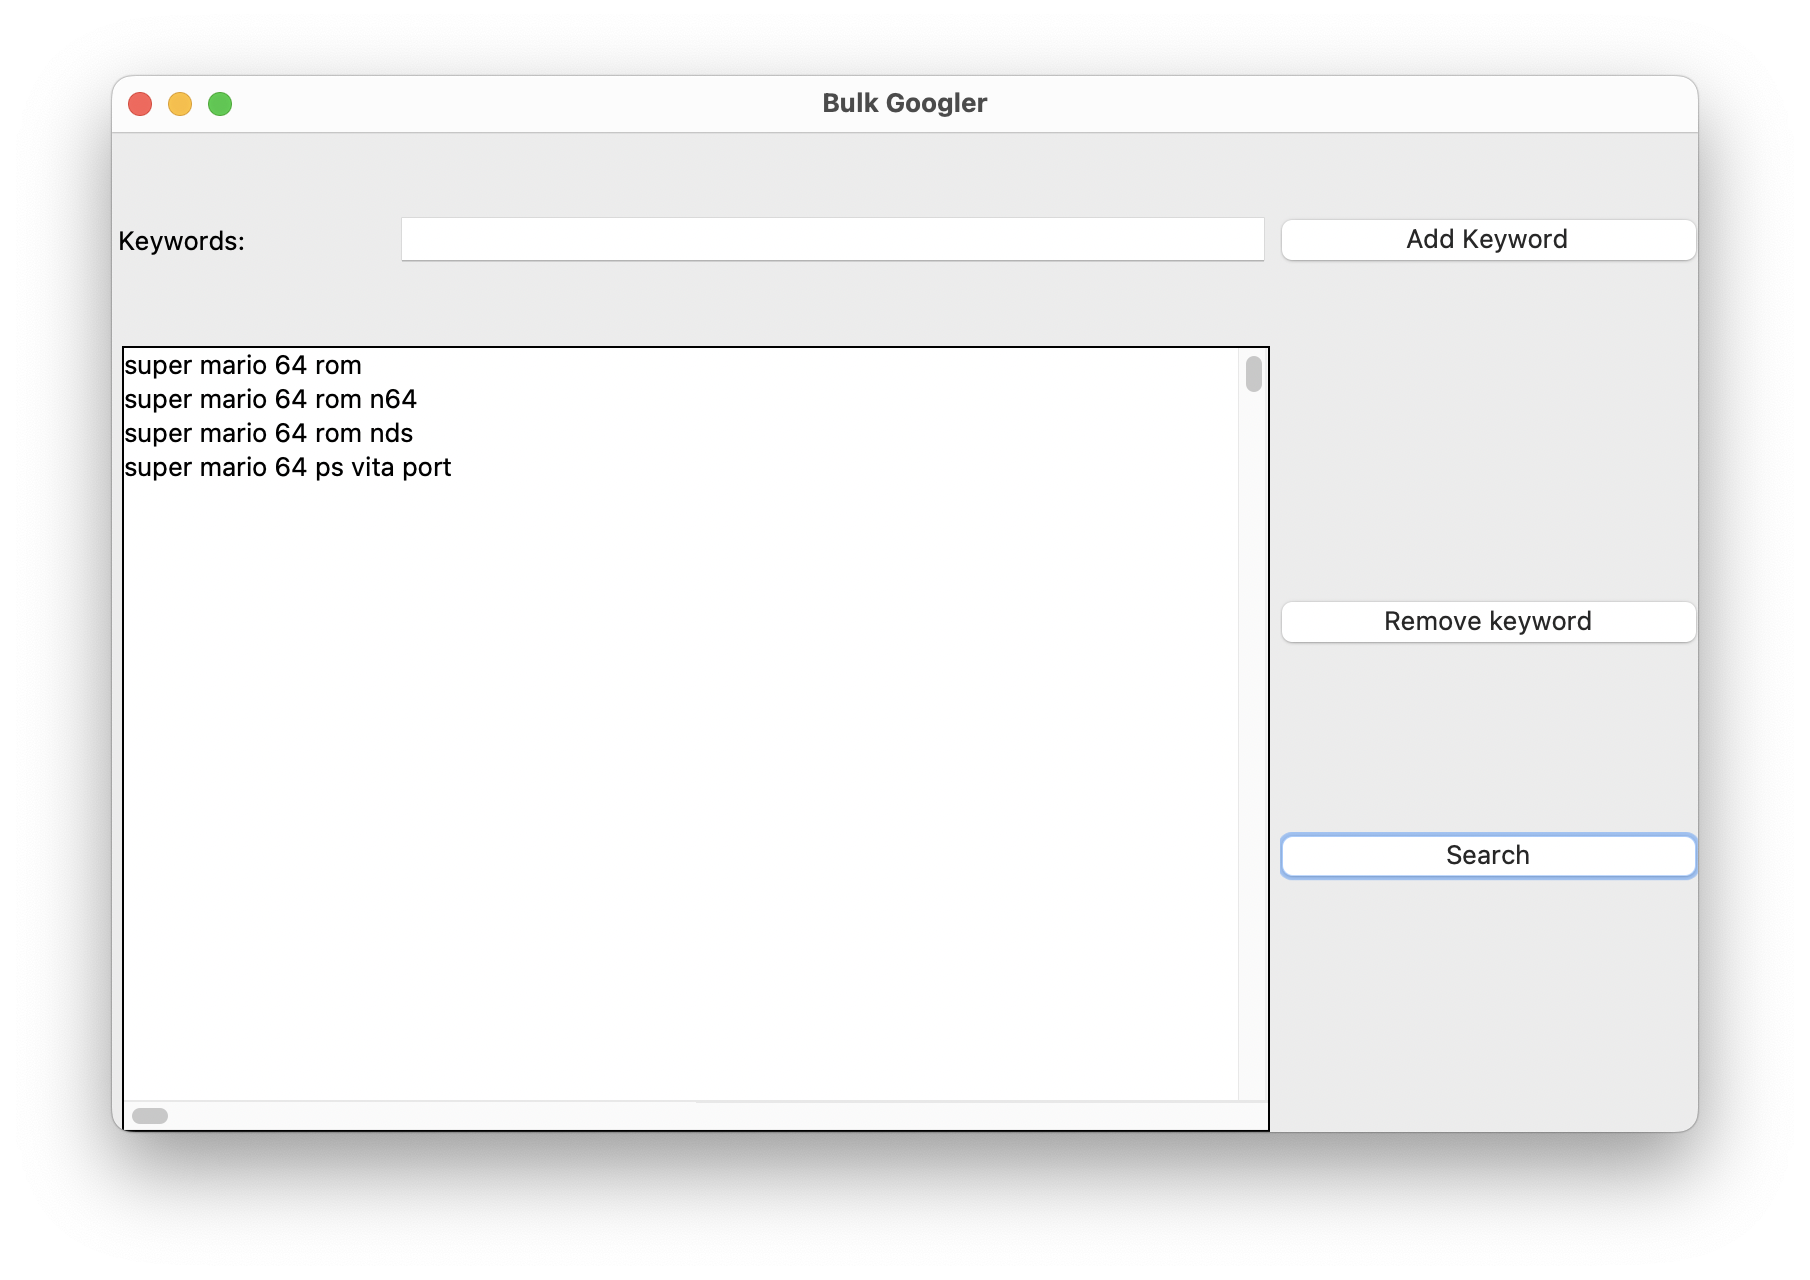 Bulk Googler
Keywords:
Add Keyword
super mario 64 rom
super mario 64 rom n64
super mario 64 rom nds
super mario 64 ps vita port
Remove keyword
Search